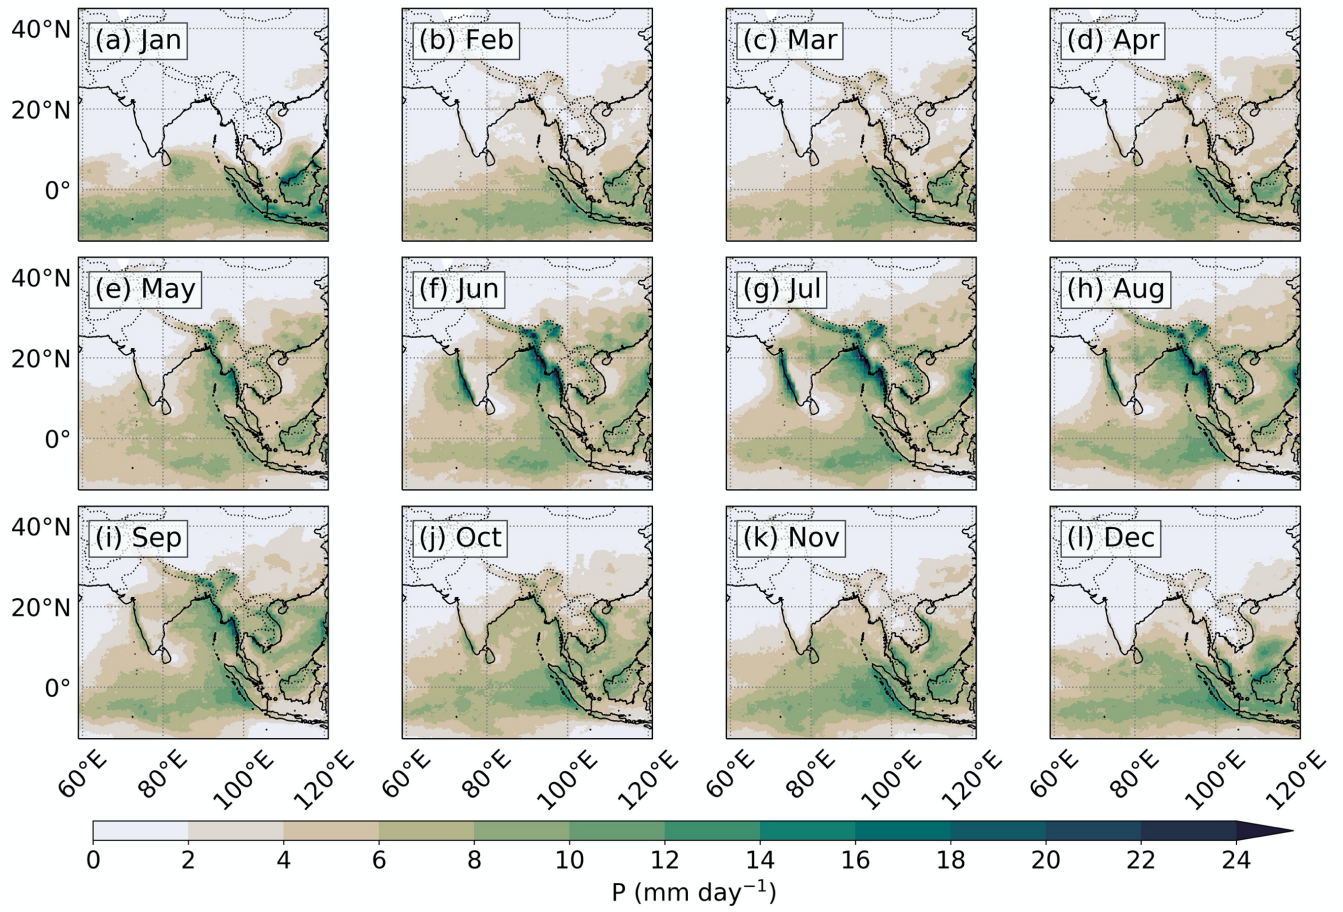 (a) Jan
(b) Feb
(c) Mar
(d) Apr
40°N
20°N
0°
(e) May
(f) Jun
(g) Jul
(h) Aug
40°N
20°N
0°
(i) Sep
(j) Oct
(k) Nov
(l) Dec
40°N
20°N
0°
60°E 80°E 100°E 120°E 60°E 80°E 100°E 120°E 60°E 80°E 100°E 120°E 60°E 80°E 100°E 120°E
0 2 4 6 8 10 12 14 16 18 20 22 24
P (mm day⁻¹)